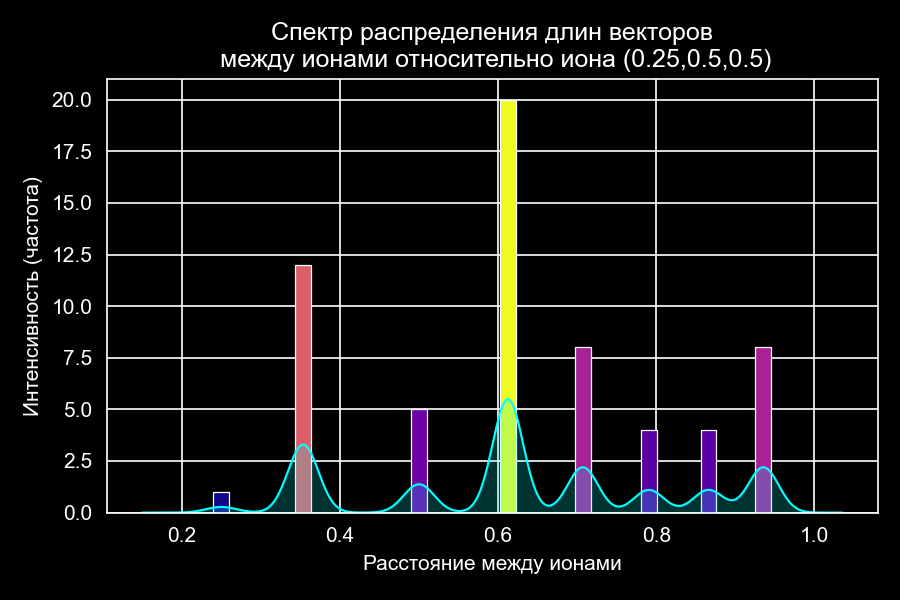 Спектр распределения длин векторов
между ионами относительно иона (0.25,0.5,0.5)
Интенсивность (частота)
20.0
17.5
15.0
12.5
10.0
7.5
5.0
2.5
0.0
0.2 0.4 0.6 0.8 1.0
Расстояние между ионами